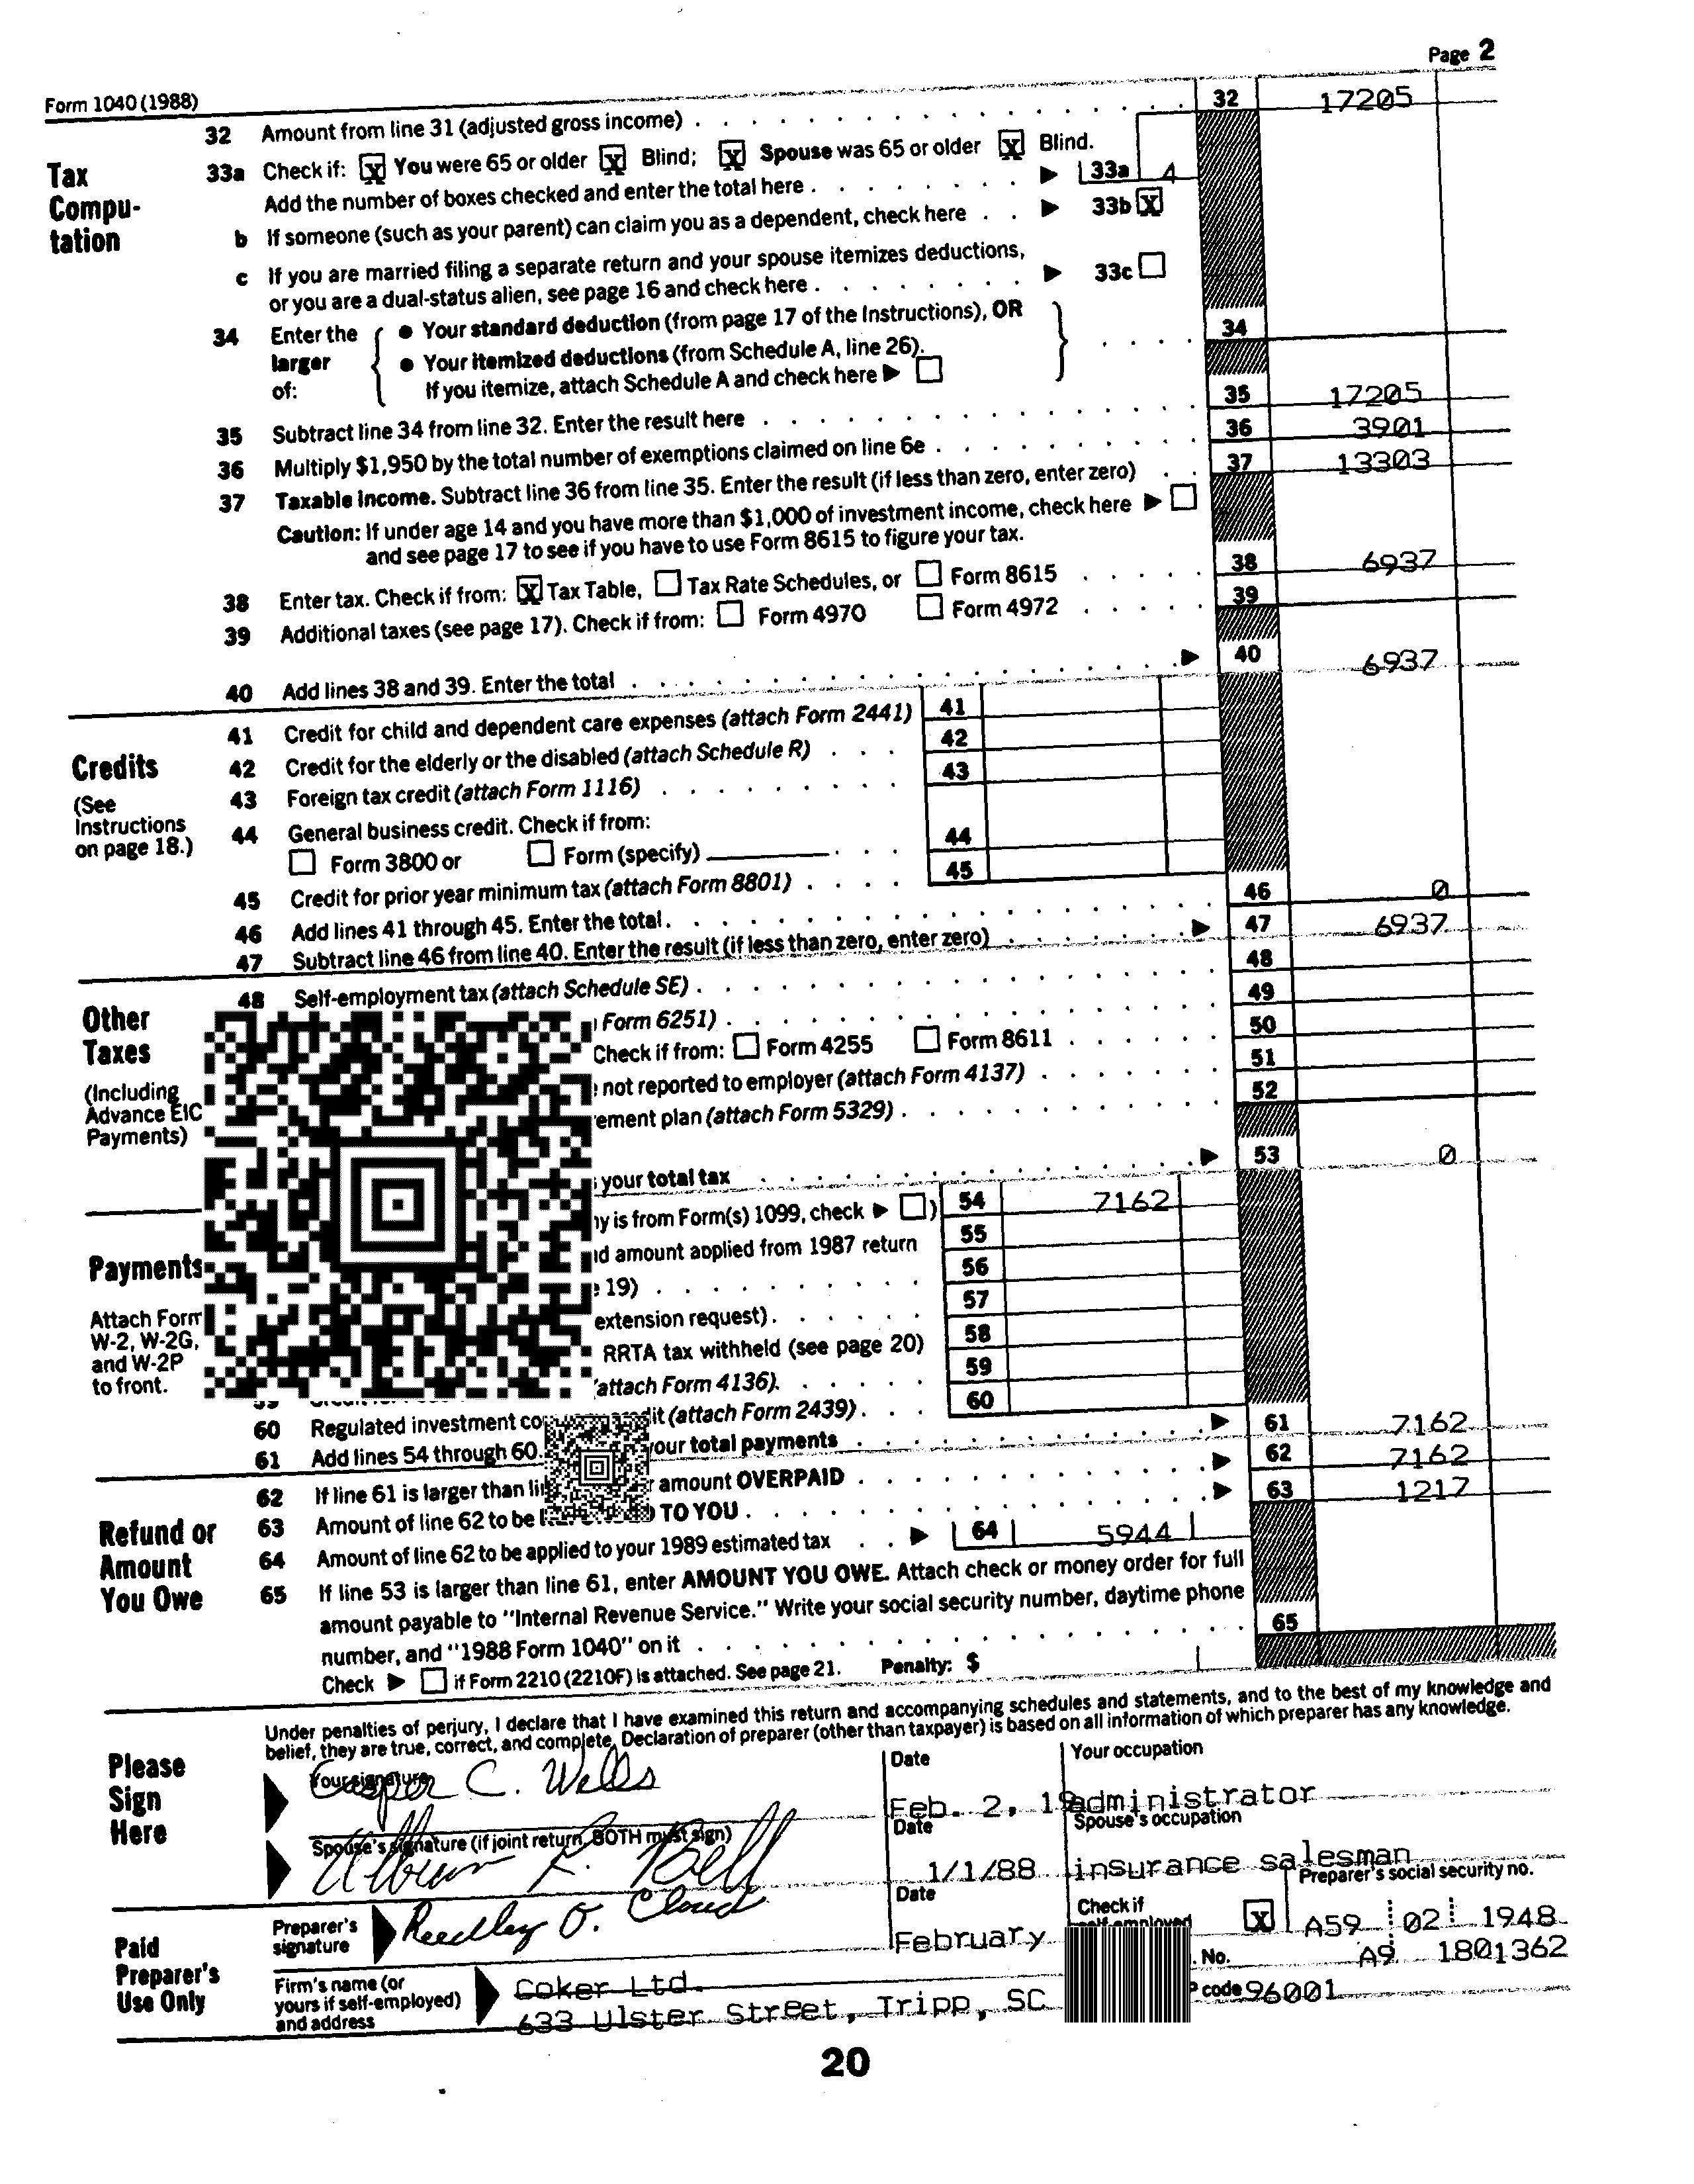 Page 2
Form 1040 (1988)
32 Amount from line 31 (adjusted gross income) . . . 32 17205
Tax Compu-tation
33a Check if: X You were 65 or older X Blind; X Spouse was 65 or older X Blind.
Add the number of boxes checked and enter the total here . . . ▶ 33a 4
b If someone (such as your parent) can claim you as a dependent, check here . . ▶ 33b X
c If you are married filing a separate return and your spouse itemizes deductions,
or you are a dual-status alien, see page 16 and check here . . . ▶ 33c ☐
34 Enter the larger of:
● Your standard deduction (from page 17 of the Instructions), OR
● Your itemized deductions (from Schedule A, line 26).
If you itemize, attach Schedule A and check here ▶ ☐
34
35 Subtract line 34 from line 32. Enter the result here . . . 35 17205
36 Multiply $1,950 by the total number of exemptions claimed on line 6e . . . 36 3901
37 Taxable income. Subtract line 36 from line 35. Enter the result (if less than zero, enter zero) . . 37 13303
Caution: If under age 14 and you have more than $1,000 of investment income, check here ▶ ☐
and see page 17 to see if you have to use Form 8615 to figure your tax.
38 Enter tax. Check if from: X Tax Table, ☐ Tax Rate Schedules, or ☐ Form 8615 . . . 38 6937
39 Additional taxes (see page 17). Check if from: ☐ Form 4970 ☐ Form 4972 . . . 39
40 Add lines 38 and 39. Enter the total . . . ▶ 40 6937
Credits
(See Instructions on page 18.)
41 Credit for child and dependent care expenses (attach Form 2441) 41
42 Credit for the elderly or the disabled (attach Schedule R) . . . 42
43 Foreign tax credit (attach Form 1116) . . . 43
44 General business credit. Check if from:
☐ Form 3800 or ☐ Form (specify) . . . 44
45 Credit for prior year minimum tax (attach Form 8801) . . . 45
46 Add lines 41 through 45. Enter the total . . . 46 0
47 Subtract line 46 from line 40. Enter the result (if less than zero, enter zero) . . . ▶ 47 6937
Other Taxes
(Including Advance EIC Payments)
48 Self-employment tax (attach Schedule SE) . . . 48
Form 6251) . . . 49
Check if from: ☐ Form 4255 ☐ Form 8611 . . . 50
not reported to employer (attach Form 4137) . . . 51
plan (attach Form 5329) . . . 52
your total tax . . . ▶ 53 0
Payments
Attach Form W-2, W-2G, and W-2P to front.
is from Form(s) 1099, check ▶ ☐) 54 7162
amount applied from 1987 return 55
19) . . . 56
extension request) . . . 57
RRTA tax withheld (see page 20) 58
attach Form 4136) . . . 59
60 Regulated investment (attach Form 2439) . . . 60
61 Add lines 54 through 60. your total payments . . . ▶ 61 7162
Refund or Amount You Owe
62 If line 61 is larger than amount OVERPAID . . . ▶ 62 7162
63 Amount of line 62 to be TO YOU . . . ▶ 63 1217
64 Amount of line 62 to be applied to your 1989 estimated tax . . ▶ 64 5944
65 If line 53 is larger than line 61, enter AMOUNT YOU OWE. Attach check or money order for full
amount payable to "Internal Revenue Service." Write your social security number, daytime phone
number, and "1988 Form 1040" on it . . . 65
Check ▶ ☐ if Form 2210 (2210F) is attached. See page 21. Penalty: $
Please Sign Here
Under penalties of perjury, I declare that I have examined this return and accompanying schedules and statements, and to the best of my knowledge and
belief, they are true, correct, and complete. Declaration of preparer (other than taxpayer) is based on all information of which preparer has any knowledge.
Your signature Casper C. Wells
Date Feb. 2, 19
Your occupation administrator
Spouse's signature (if joint return, BOTH must sign) R. Bell
Date 1/1/88
Spouse's occupation insurance salesman
Paid Preparer's Use Only
Preparer's signature Reedley O. Cloud
Date February
Check if self-employed X
Preparer's social security no. A59 02 1948
Firm's name (or yours if self-employed) and address
Coker Ltd.
633 Ulster Street, Tripp, SC
No. A9 1801362
code 96001
20